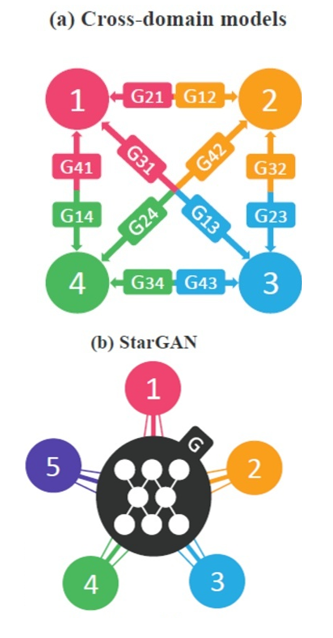 (a) Cross-domain models
1
G21
G12
2
G31
G42
G41
G32
G14
G24
G13
G23
4
G34
G43
3
(b) StarGAN
1
G
5
2
4
3